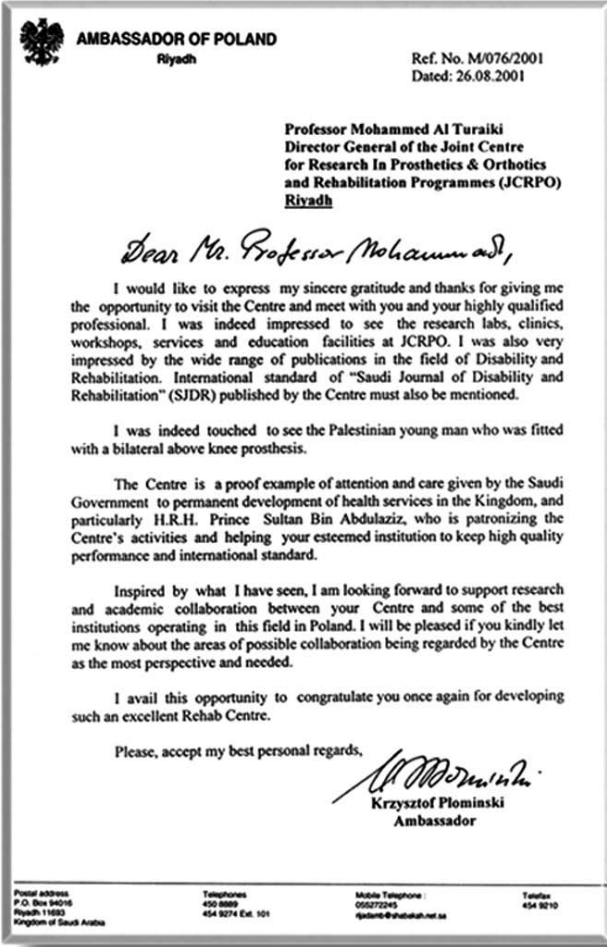 AMBASSADOR OF POLAND
Riyadh
Ref. No. M/076/2001
Dated: 26.08.2001
Professor Mohammed Al Turaiki
Director General of the Joint Centre
for Research In Prosthetics & Orthotics
and Rehabilitation Programmes (JCRPO)
Riyadh
Dear Mr. Professor Mohammad,
I would like to express my sincere gratitude and thanks for giving me
the opportunity to visit the Centre and meet with you and your highly qualified
professional. I was indeed impressed to see the research labs, clinics,
workshops, services and education facilities at JCRPO. I was also very
impressed by the wide range of publications in the field of Disability and
Rehabilitation. International standard of “Saudi Journal of Disability and
Rehabilitation” (SJDR) published by the Centre must also be mentioned.
I was indeed touched to see the Palestinian young man who was fitted
with a bilateral above knee prosthesis.
The Centre is a proof example of attention and care given by the Saudi
Government to permanent development of health services in the Kingdom, and
particularly H.R.H. Prince Sultan Bin Abdulaziz, who is patronizing the
Centre's activities and helping your esteemed institution to keep high quality
performance and international standard.
Inspired by what I have seen, I am looking forward to support research
and academic collaboration between your Centre and some of the best
institutions operating in this field in Poland. I will be pleased if you kindly let
me know about the areas of possible collaboration being regarded by the Centre
as the most perspective and needed.
I avail this opportunity to congratulate you once again for developing
such an excellent Rehab Centre.
Please, accept my best personal regards,
Krzysztof Plominski
Ambassador
Postal address
P.O. Box 94016
Riyadh 11693
Kingdom of Saudi Arabia
Telephones
450 8889
454 9274 Ext. 101
Mobile Telephone :
055272245
rijadamb@shabakah.net.sa
Telefax
454 9210